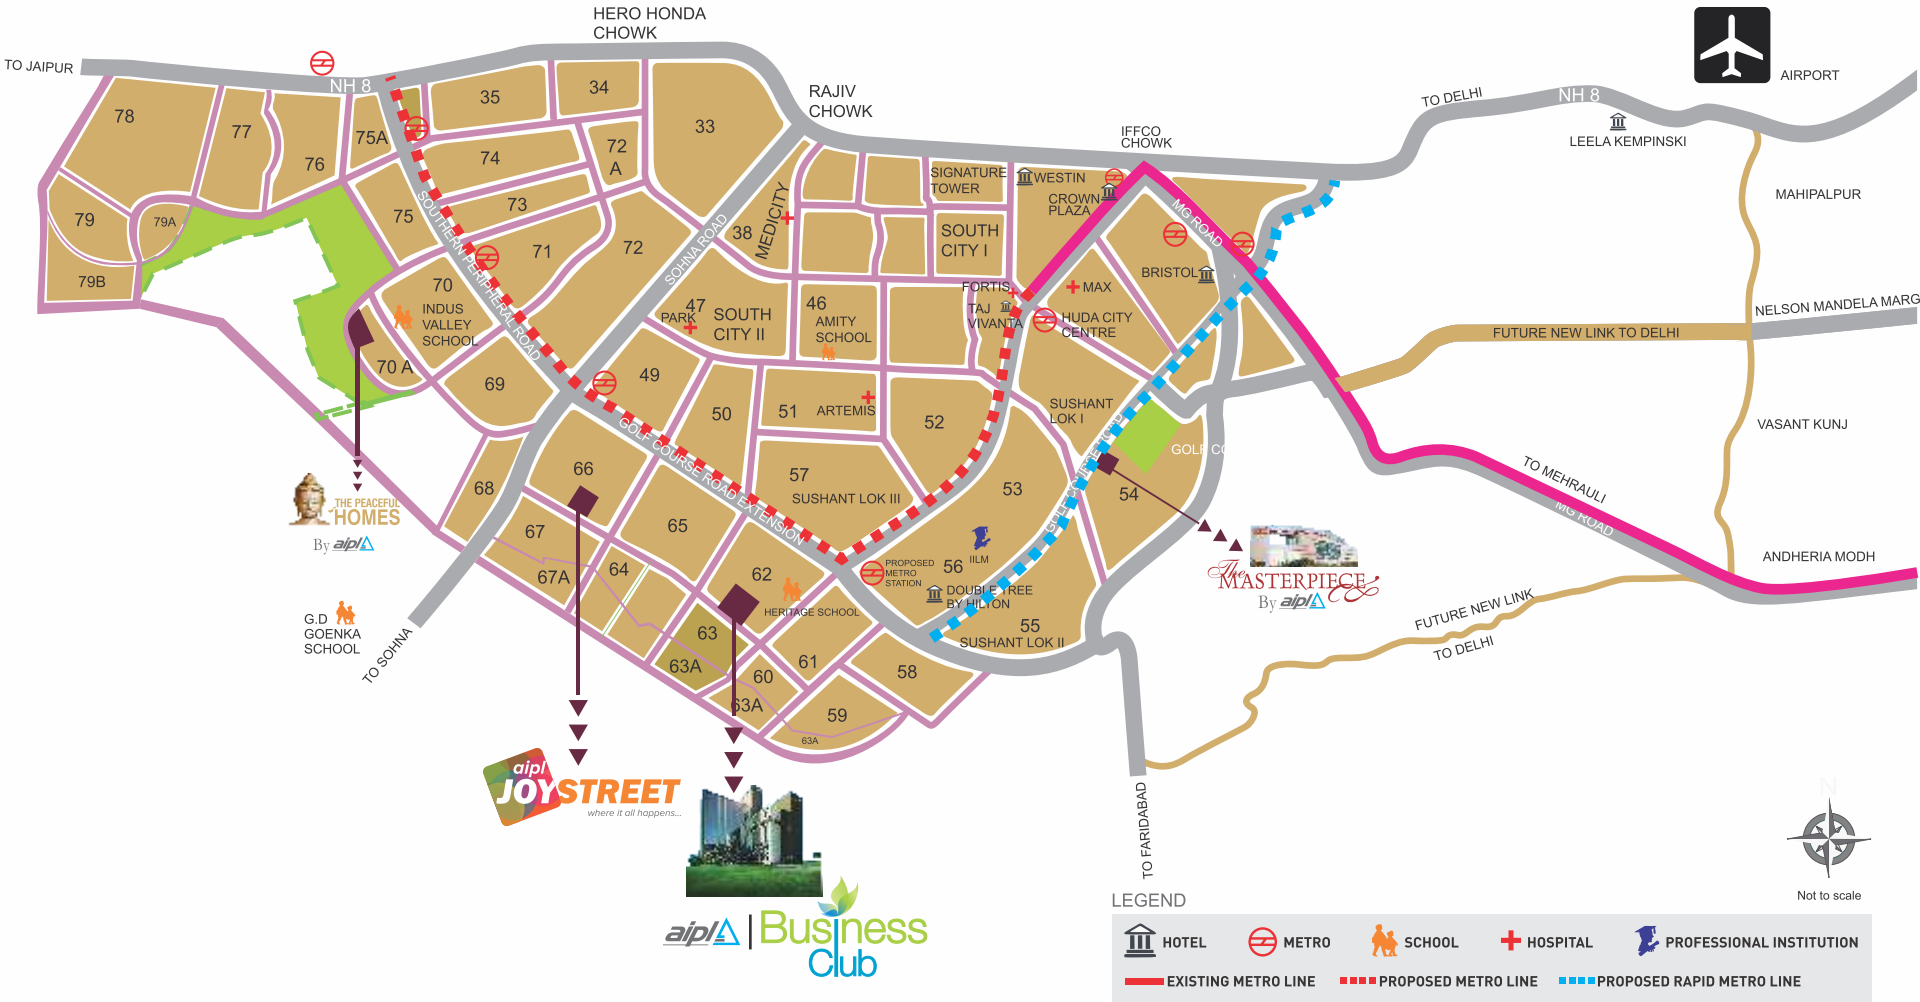 HERO HONDA
CHOWK
TO JAIPUR
NH 8
RAJIV
CHOWK
IFFCO
CHOWK
TO DELHI
NH 8
AIRPORT
LEELA KEMPINSKI
MAHIPALPUR
NELSON MANDELA MARG
FUTURE NEW LINK TO DELHI
VASANT KUNJ
ANDHERIA MODH
TO MEHRAULI
MG ROAD
FUTURE NEW LINK
TO DELHI
78
77
76
75A
35
34
33
74
72
A
73
75
79
79A
79B
71
72
70
INDUS
VALLEY
SCHOOL
70 A
69
SOUTHERN PERIPHERAL ROAD
SOHNA ROAD
38
MEDICITY
SIGNATURE
TOWER
WESTIN
CROWN
PLAZA
MG ROAD
SOUTH
CITY I
BRISTOL
FORTIS
MAX
TAJ
VIVANTA
HUDA CITY
CENTRE
47
PARK
SOUTH
CITY II
46
AMITY
SCHOOL
49
50
51
ARTEMIS
52
SUSHANT
LOK I
57
SUSHANT LOK III
GOLF COURSE ROAD EXTENSION
53
54
GOLF CO
66
68
65
67
67A
64
62
HERITAGE SCHOOL
63
63A
60
63A
61
59
63A
58
PROPOSED
METRO
STATION
56
IILM
DOUBLE TREE
BY HILTON
55
SUSHANT LOK II
THE PEACEFUL
HOMES
By aipl
G.D
GOENKA
SCHOOL
TO SOHNA
The
MASTERPIECE
By aipl
aipl
JOYSTREET
where it all happens...
aipl
Business
Club
TO FARIDABAD
N
Not to scale
LEGEND
HOTEL
METRO
SCHOOL
HOSPITAL
PROFESSIONAL INSTITUTION
EXISTING METRO LINE
PROPOSED METRO LINE
PROPOSED RAPID METRO LINE